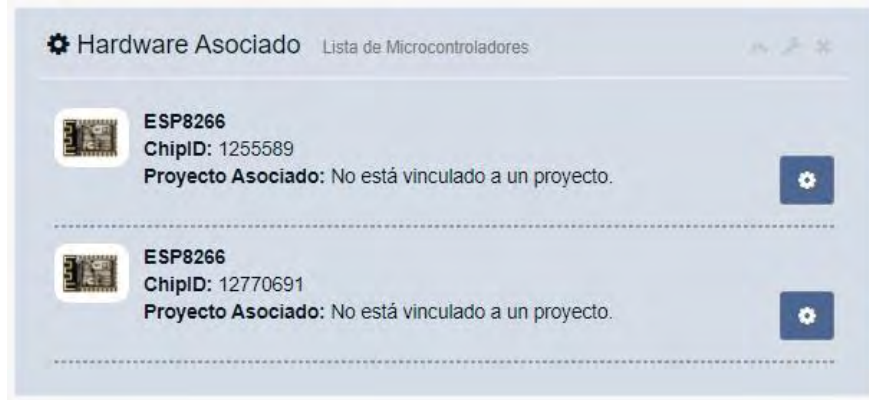 Hardware Asociado Lista de Microcontroladores
ESP8266
ChipID: 1255589
Proyecto Asociado: No está vinculado a un proyecto.
ESP8266
ChipID: 12770691
Proyecto Asociado: No está vinculado a un proyecto.